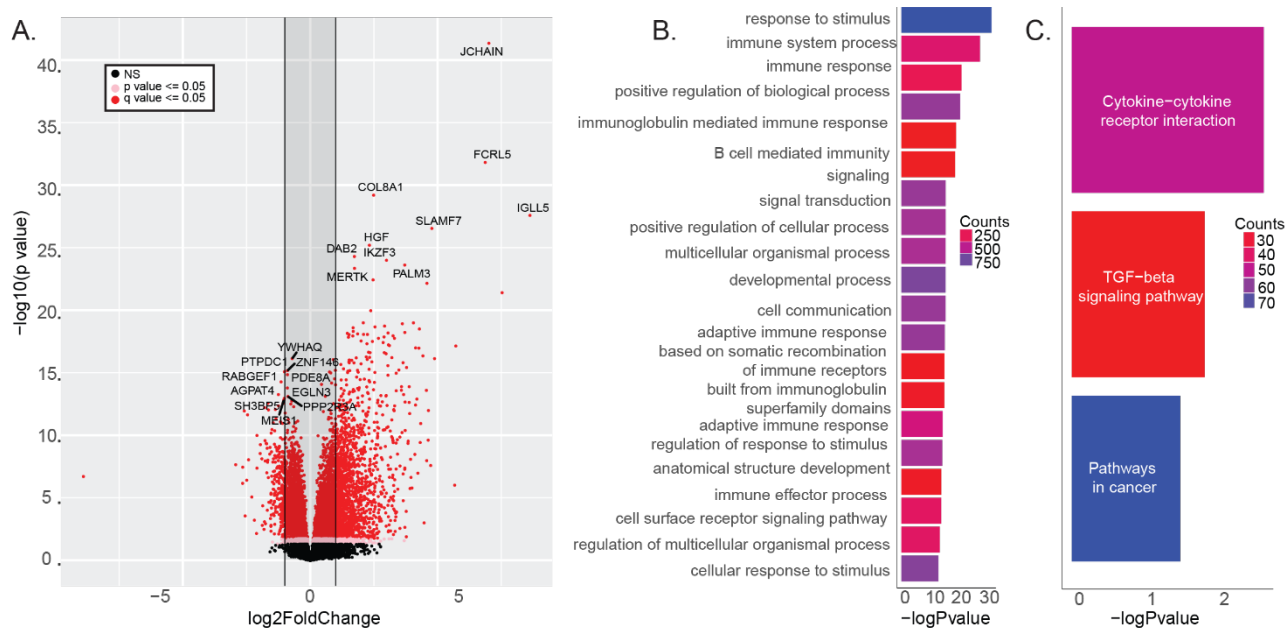 A.
NS
p value <= 0.05
q value <= 0.05
JCHAIN
FCRL5
COL8A1
IGLL5
SLAMF7
HGF
DAB2
IKZF3
MERTK
PALM3
YWHAQ
PTPDC1
ZNF146
RABGEF1
PDE8A
AGPAT4
EGLN3
SH3BP5
PPP2R3A
MEIS1
40.
35.
30.
25.
20.
15.
10.
5.
0.
−log10(p value)
−5
0
5
log2FoldChange
B.
response to stimulus
immune system process
immune response
positive regulation of biological process
immunoglobulin mediated immune response
B cell mediated immunity
signaling
signal transduction
positive regulation of cellular process
multicellular organismal process
developmental process
cell communication
adaptive immune response
based on somatic recombination
of immune receptors
built from immunoglobulin
superfamily domains
adaptive immune response
regulation of response to stimulus
anatomical structure development
immune effector process
cell surface receptor signaling pathway
regulation of multicellular organismal process
cellular response to stimulus
Counts
250
500
750
0 10 20 30
−logPvalue
C.
Cytokine−cytokine
receptor interaction
TGF−beta
signaling pathway
Pathways
in cancer
Counts
30
40
50
60
70
0 1 2
−logPvalue